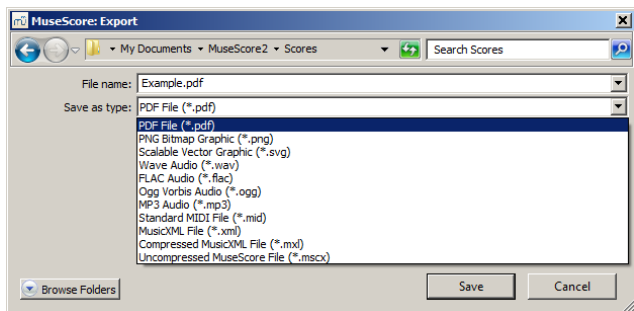 mű MuseScore: Export
My Documents MuseScore2 Scores Search Scores
File name: Example.pdf
Save as type: PDF File (*.pdf)
PDF File (*.pdf)
PNG Bitmap Graphic (*.png)
Scalable Vector Graphic (*.svg)
Wave Audio (*.wav)
FLAC Audio (*.flac)
Ogg Vorbis Audio (*.ogg)
MP3 Audio (*.mp3)
Standard MIDI File (*.mid)
MusicXML File (*.xml)
Compressed MusicXML File (*.mxl)
Uncompressed MuseScore File (*.mscx)
Browse Folders Save Cancel